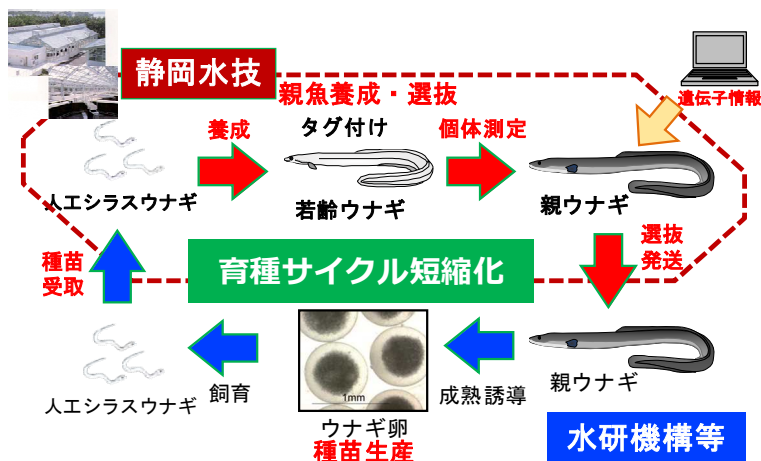 静岡水技
親魚養成・選抜
遺伝子情報
養成
タグ付け
個体測定
人工シラスウナギ
若齢ウナギ
親ウナギ
種苗
受取
育種サイクル短縮化
選抜
発送
1mm
人工シラスウナギ
飼育
ウナギ卵
種苗生産
成熟誘導
親ウナギ
水研機構等